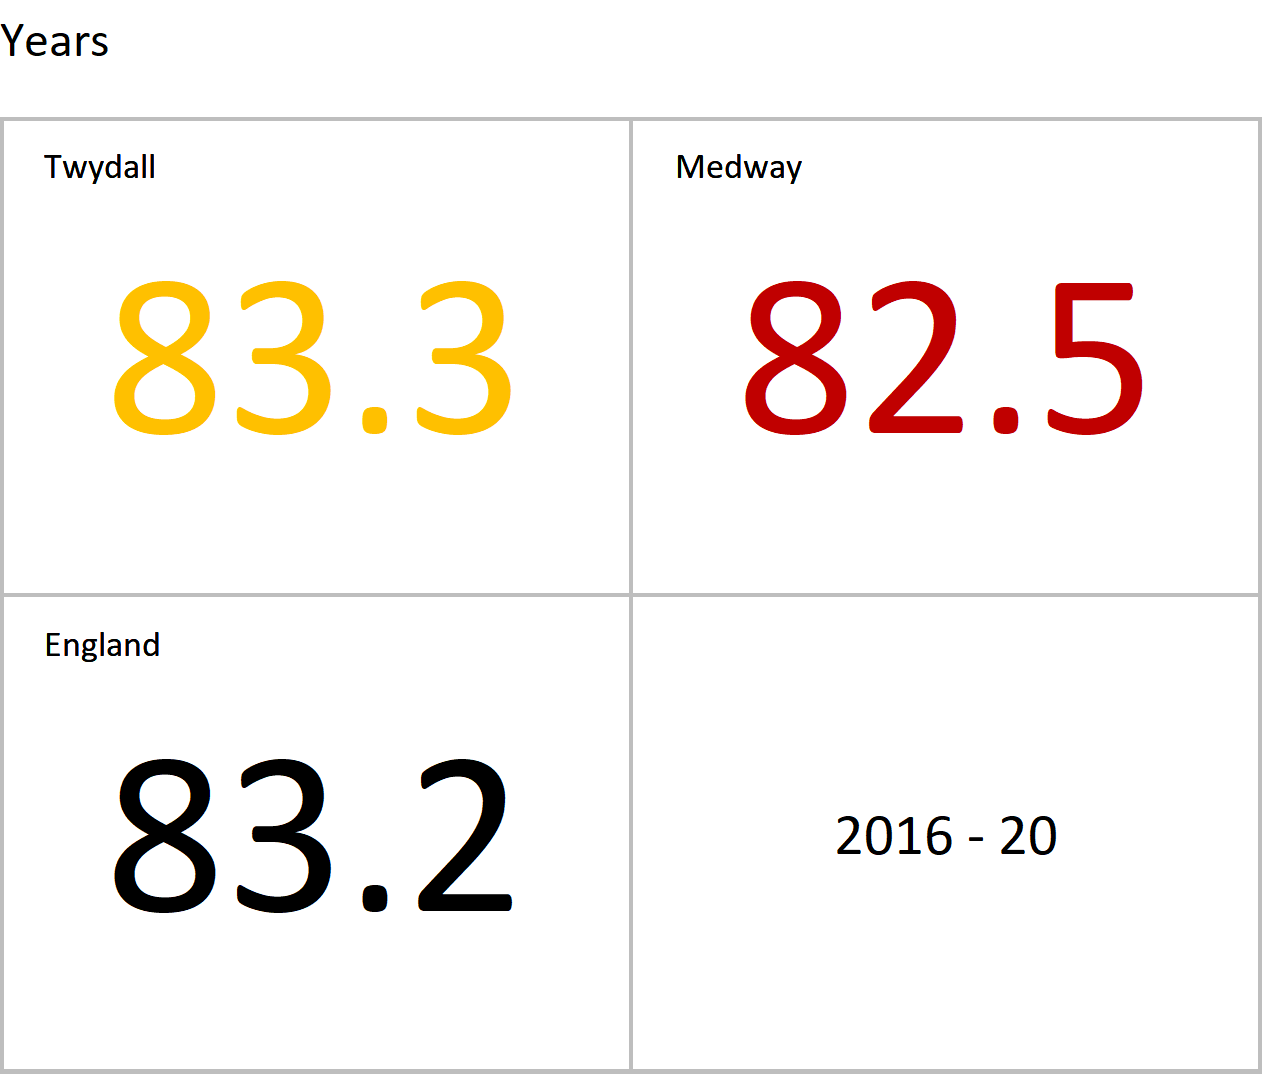 Years
Twydall
83.3
Medway
82.5
England
83.2
2016 - 20